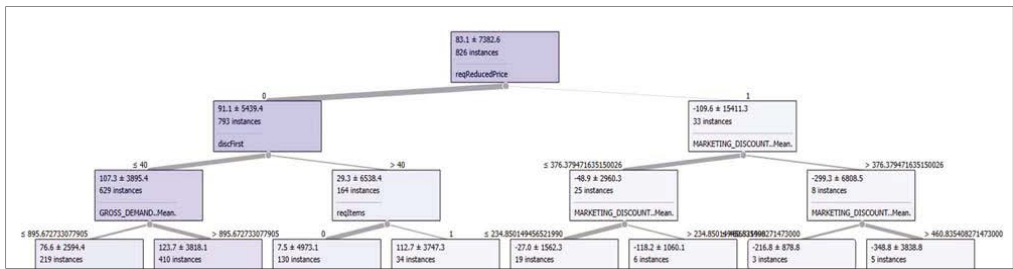 83.1 ± 7382.6
826 instances
reqReducedPrice
0
1
91.1 ± 5439.4
793 instances
discFirst
-109.6 ± 15411.3
33 instances
MARKETING_DISCOUNT...Mean.
≤ 40
> 40
≤ 376.379471635150026
> 376.379471635150026
107.3 ± 3895.4
629 instances
GROSS_DEMAND...Mean.
29.3 ± 6538.4
164 instances
reqItems
-48.9 ± 2960.3
25 instances
MARKETING_DISCOUNT...Mean.
-299.3 ± 6808.5
8 instances
MARKETING_DISCOUNT...Mean.
≤ 895.672733077905
> 895.672733077905
0
1
≤ 234.850149456521990
> 460.835408271473000
76.6 ± 2594.4
219 instances
123.7 ± 3818.1
410 instances
7.5 ± 4973.1
130 instances
112.7 ± 3747.3
34 instances
-27.0 ± 1562.3
19 instances
-118.2 ± 1060.1
6 instances
-216.8 ± 878.8
3 instances
-348.8 ± 3838.8
5 instances